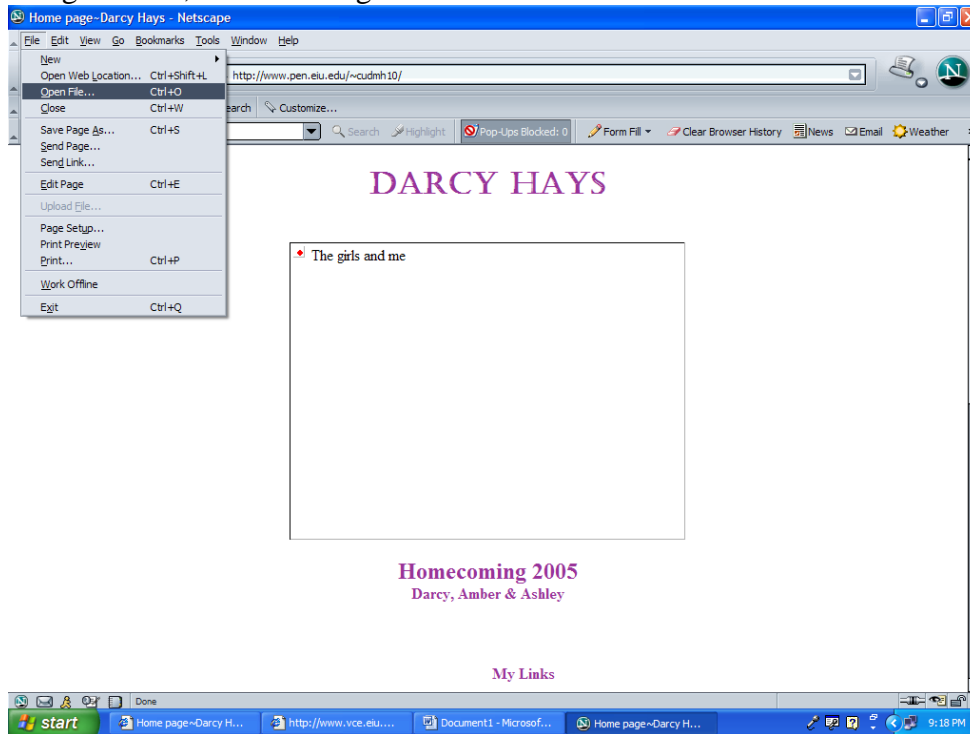 Home page~Darcy Hays - Netscape
File Edit View Go Bookmarks Tools Window Help
New
Open Web Location... Ctrl+Shift+L
http://www.pen.eiu.edu/~cudmh10/
Open File... Ctrl+O
Close Ctrl+W
earch Customize...
Save Page As... Ctrl+S
Search Highlight Pop-Ups Blocked: 0 Form Fill Clear Browser History News Email Weather
Send Page...
Send Link...
Edit Page Ctrl+E
Upload File...
Page Setup...
Print Preview
Print... Ctrl+P
Work Offline
Exit Ctrl+Q
DARCY HAYS
The girls and me
Homecoming 2005
Darcy, Amber & Ashley
My Links
Done
start Home page~Darcy H... http://www.vce.eiu.... Document1 - Microsof... Home page~Darcy H... 9:18 PM